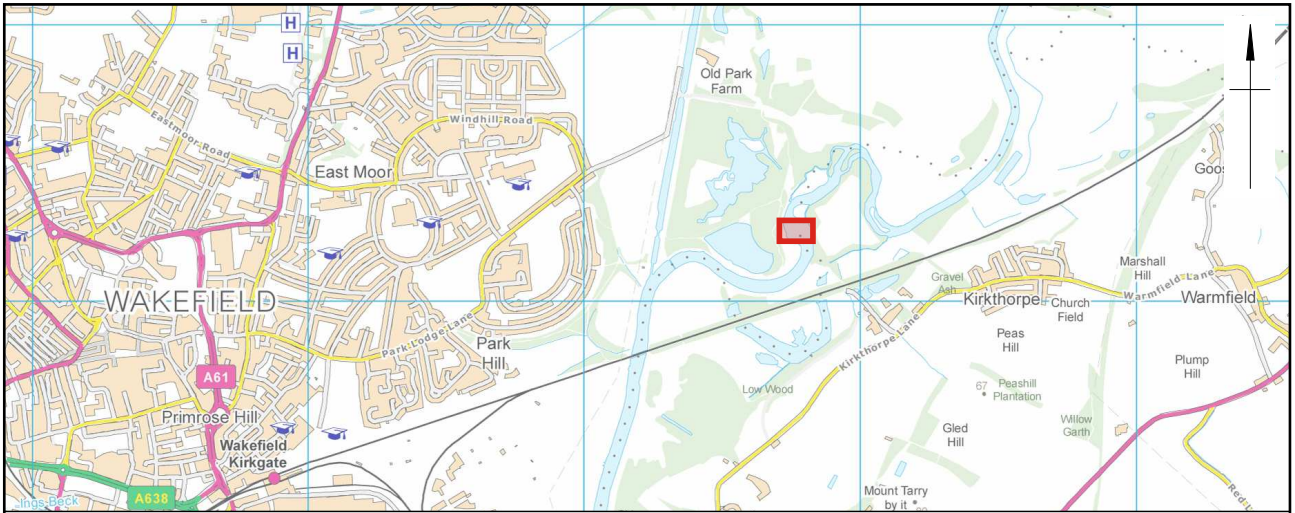 H
H
Old Park
Farm
Windhill Road
Eastmoor Road
East Moor
Marshall
Hill
Gravel
Ash
WAKEFIELD
Kirkthorpe
Church
Field
Warmfield Lane
Warmfield
Park Lodge Lane
Park
Hill
Kirkthorpe Lane
Peas
Hill
Plump
Hill
A61
Low Wood
67
Peashill
Plantation
Primrose Hill
Willow
Garth
Gled
Hill
Wakefield
Kirkgate
A638
Ings Beck
Mount Tarry
by it